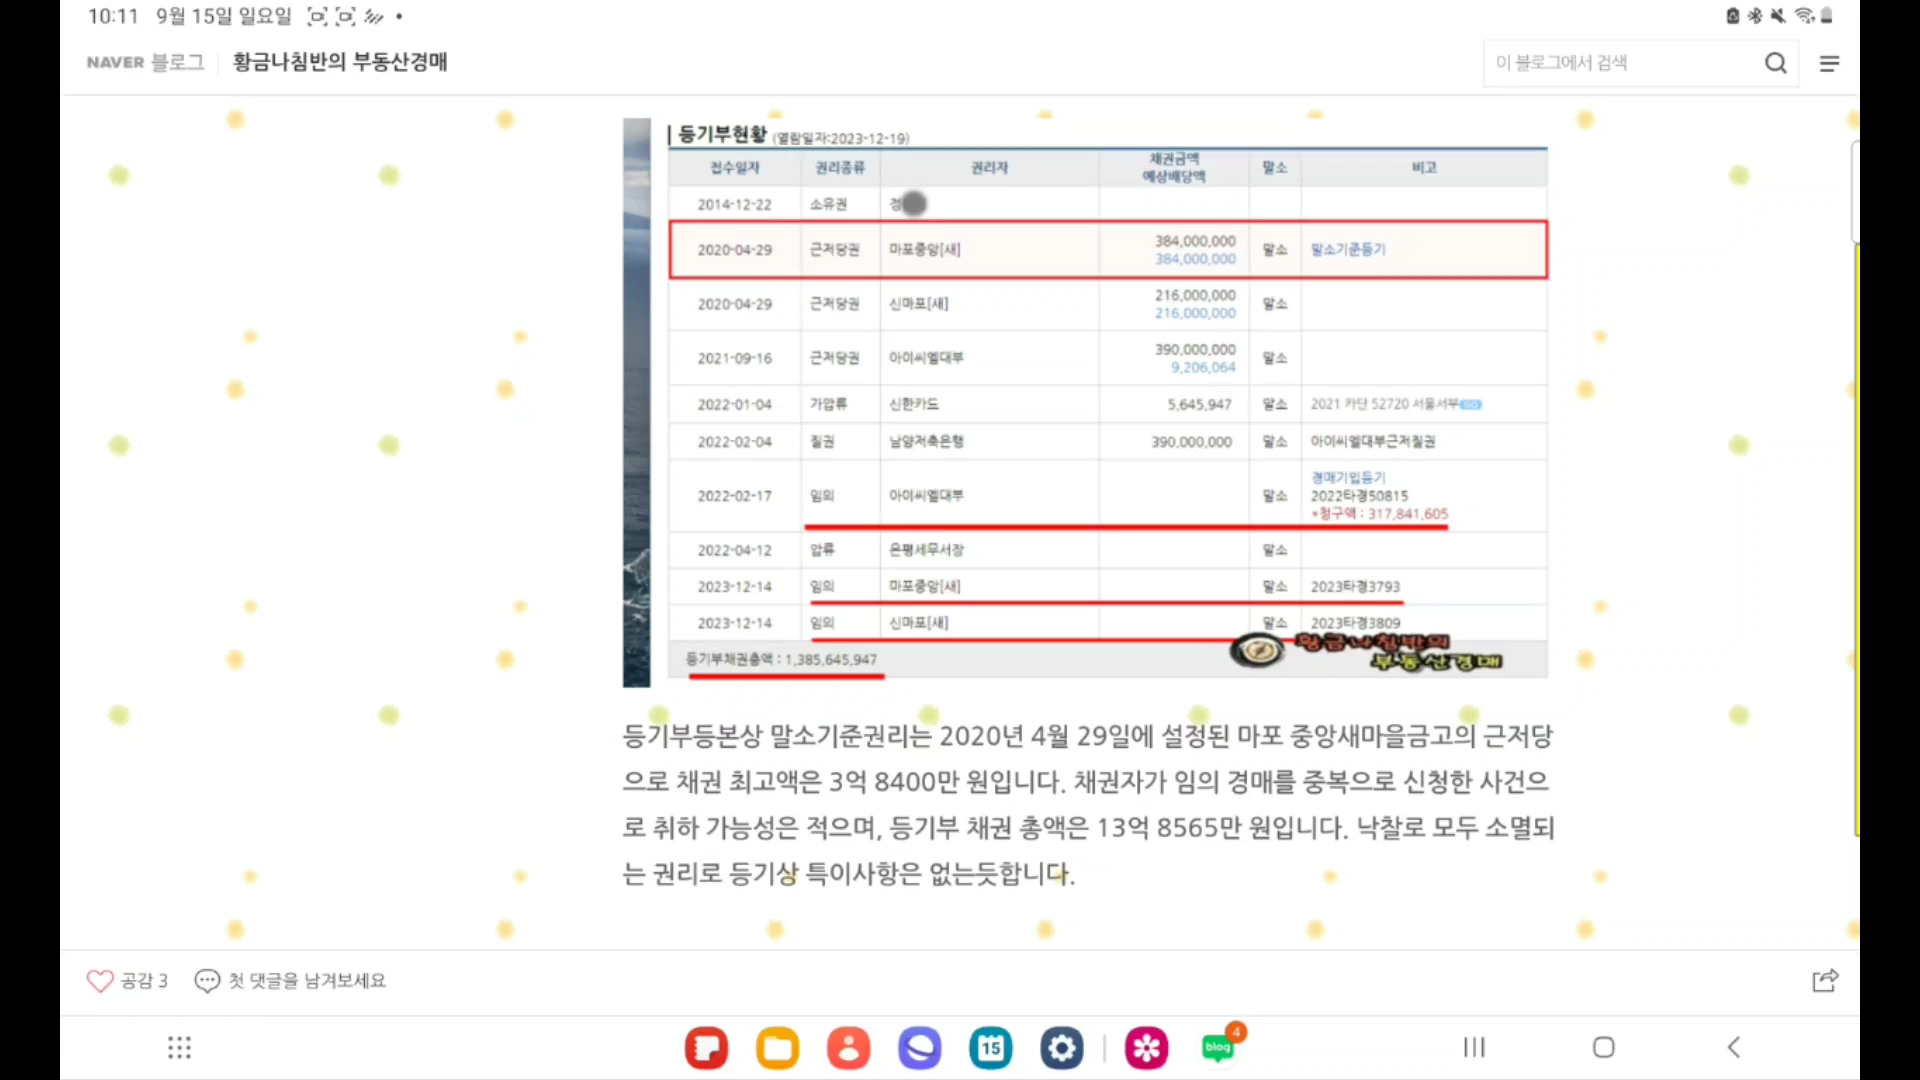 10:11 9월 15일 일요일
NAVER 블로그 황금나침반의 부동산경매
이 블로그에서 검색
등기부현황 (열람일자:2023-12-19)
접수일자 권리종류 권리자 채권금액 예상배당액 말소 비고
2014-12-22 소유권 정
2020-04-29 근저당권 마포중앙[새] 384,000,000 384,000,000 말소 말소기준등기
2020-04-29 근저당권 신마포[새] 216,000,000 216,000,000 말소
2021-09-16 근저당권 아이씨엘대부 390,000,000 9,206,064 말소
2022-01-04 가압류 신한카드 5,645,947 말소 2021 카단 52720 서울서부 GO
2022-02-04 질권 남양저축은행 390,000,000 말소 아이씨엘대부근저질권
2022-02-17 임의 아이씨엘대부 말소 경매기입등기 2022타경50815 *청구액 : 317,841,605
2022-04-12 압류 은평세무서장 말소
2023-12-14 임의 마포중앙[새] 말소 2023타경3793
2023-12-14 임의 신마포[새] 말소 2023타경3809
등기부채권총액 : 1,385,645,947
황금나침반의
부동산경매
등기부등본상 말소기준권리는 2020년 4월 29일에 설정된 마포 중앙새마을금고의 근저당
으로 채권 최고액은 3억 8400만 원입니다. 채권자가 임의 경매를 중복으로 신청한 사건으
로 취하 가능성은 적으며, 등기부 채권 총액은 13억 8565만 원입니다. 낙찰로 모두 소멸되
는 권리로 등기상 특이사항은 없는듯합니다.
공감 3 첫 댓글을 남겨보세요
15 blog 4